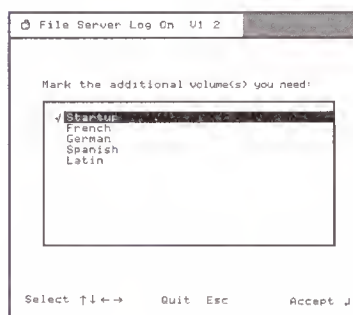 File Server Log On V1 2
Mark the additional volume(s) you need:
√ Startup
French
German
Spanish
Latin
Select ↑↓←→ Quit Esc Accept ↲